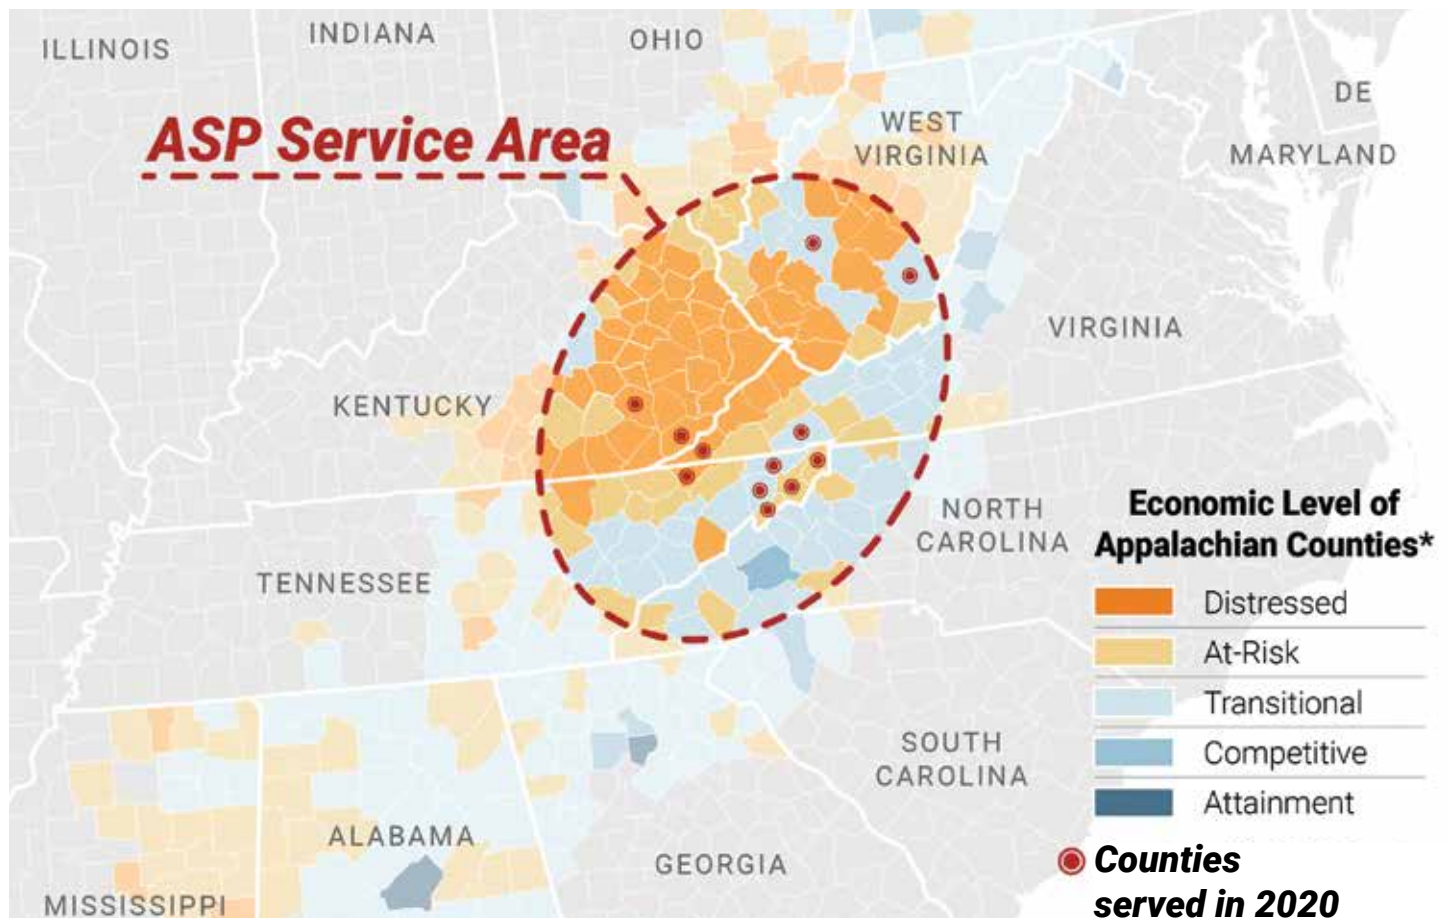 ILLINOIS
INDIANA
OHIO
DE
MARYLAND
WEST
VIRGINIA
ASP Service Area
VIRGINIA
KENTUCKY
NORTH
CAROLINA
TENNESSEE
SOUTH
CAROLINA
ALABAMA
GEORGIA
MISSISSIPPI
Economic Level of
Appalachian Counties*
Distressed
At-Risk
Transitional
Competitive
Attainment
Counties
served in 2020